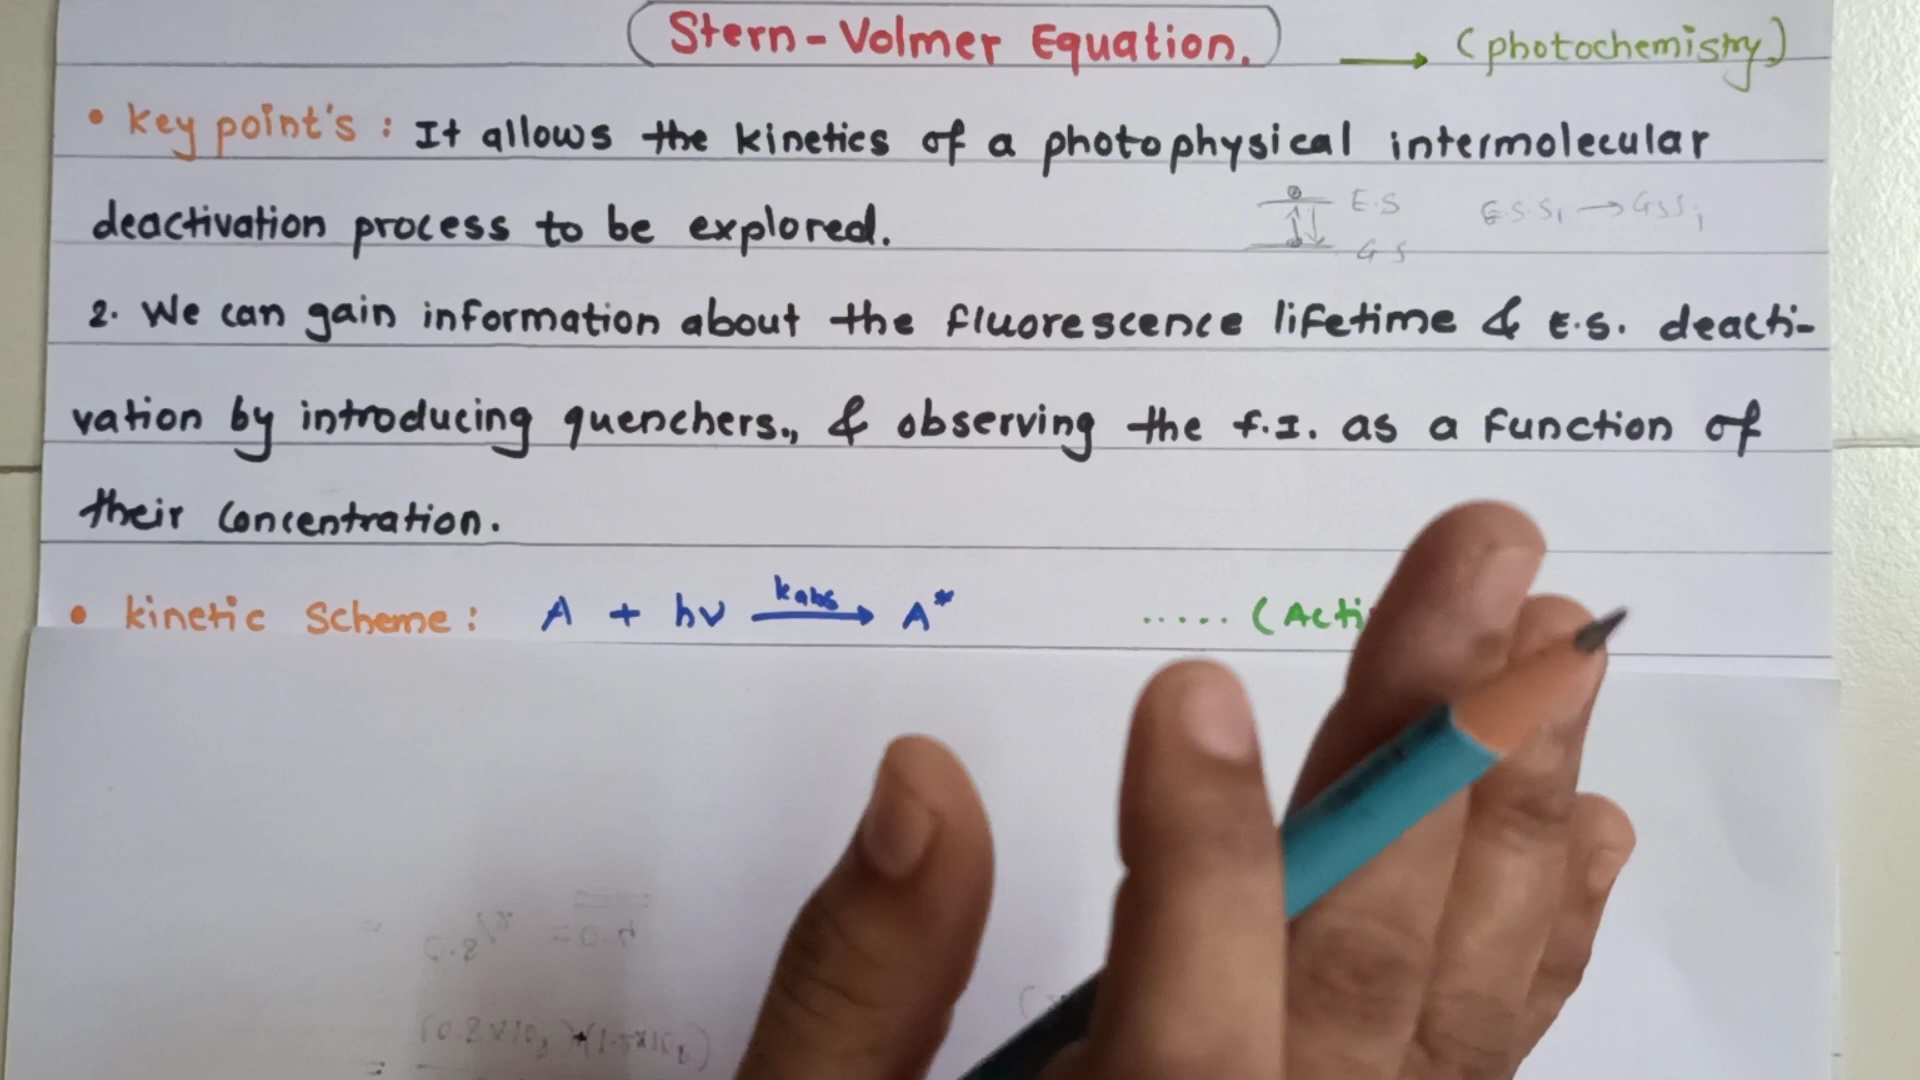 Stern-Volmer Equation. → (photochemistry)
• key point's : It allows the kinetics of a photophysical intermolecular
deactivation process to be explored.
E.S
G S
2. We can gain information about the fluorescence lifetime & E.S. deacti-
vation by introducing quenchers., & observing the f.I. as a function of
their concentration.
• kinetic scheme : A + hν kabs→ A* ..... (Acti